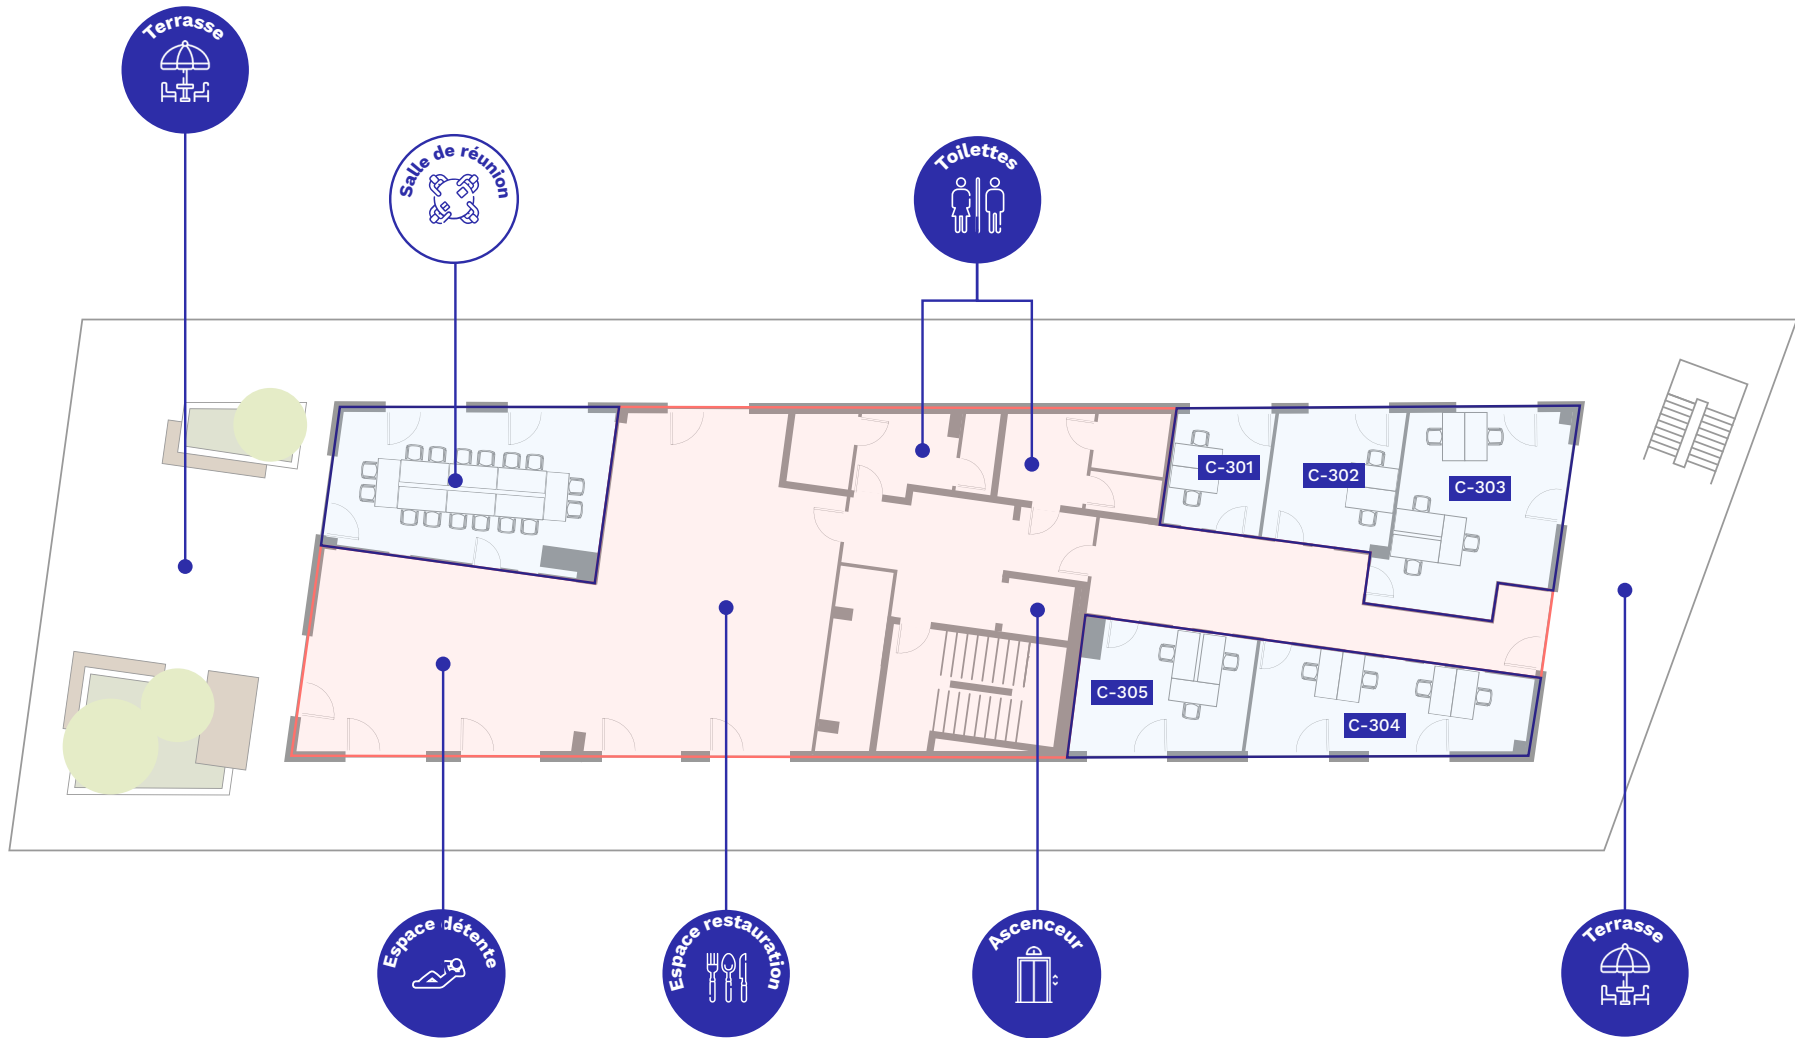 Terrasse
Salle de réunion
Toilettes
C-301
C-302
C-303
C-305
C-304
Espace détente
Espace restauration
Ascenceur
Terrasse